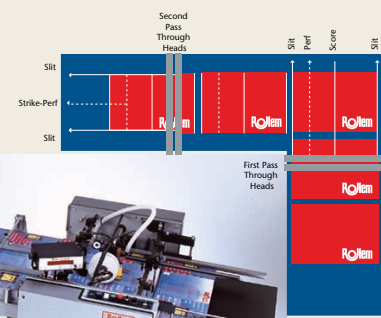 Second
Pass
Through
Heads
Slit
Perf
Score
Slit
Slit
Strike-Perf
Slit
Rollem
Rollem
Rollem
First Pass
Through
Heads
Rollem
Rollem